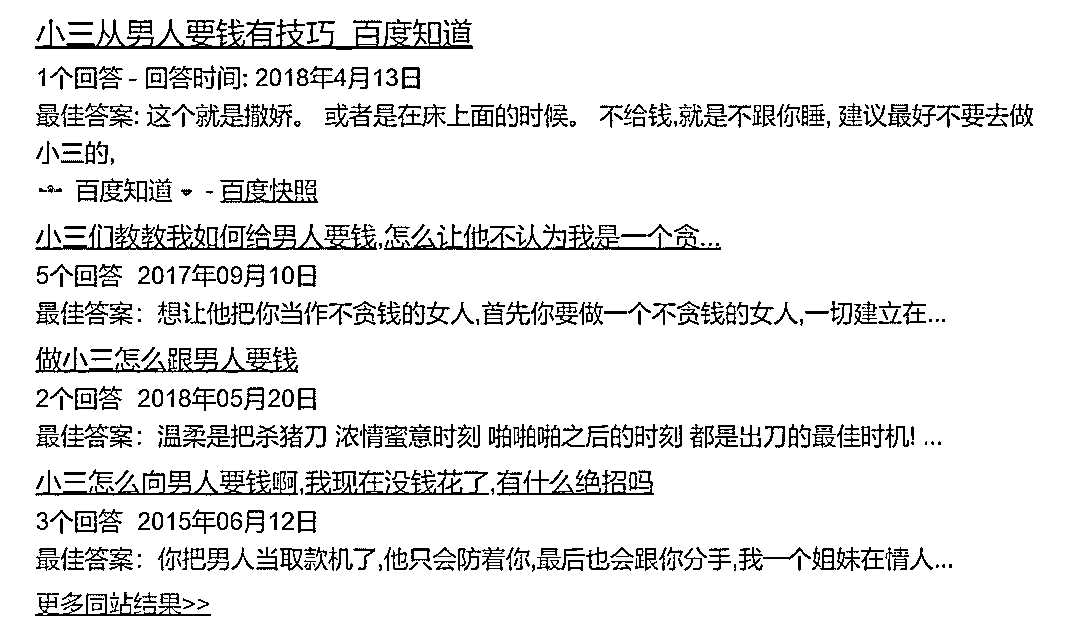 小三从男人要钱有技巧_百度知道
1个回答 - 回答时间: 2018年4月13日
最佳答案: 这个就是撒娇。 或者是在床上面的时候。 不给钱,就是不跟你睡, 建议最好不要去做
小三的,
百度知道 - 百度快照
小三们教教我如何给男人要钱,怎么让他不认为我是一个贪...
5个回答 2017年09月10日
最佳答案：想让他把你当作不贪钱的女人,首先你要做一个不贪钱的女人,一切建立在...
做小三怎么跟男人要钱
2个回答 2018年05月20日
最佳答案：温柔是把杀猪刀 浓情蜜意时刻 啪啪啪之后的时刻 都是出刀的最佳时机! ...
小三怎么向男人要钱啊,我现在没钱花了,有什么绝招吗
3个回答 2015年06月12日
最佳答案：你把男人当取款机了,他只会防着你,最后也会跟你分手,我一个姐妹在情人...
更多同站结果>>